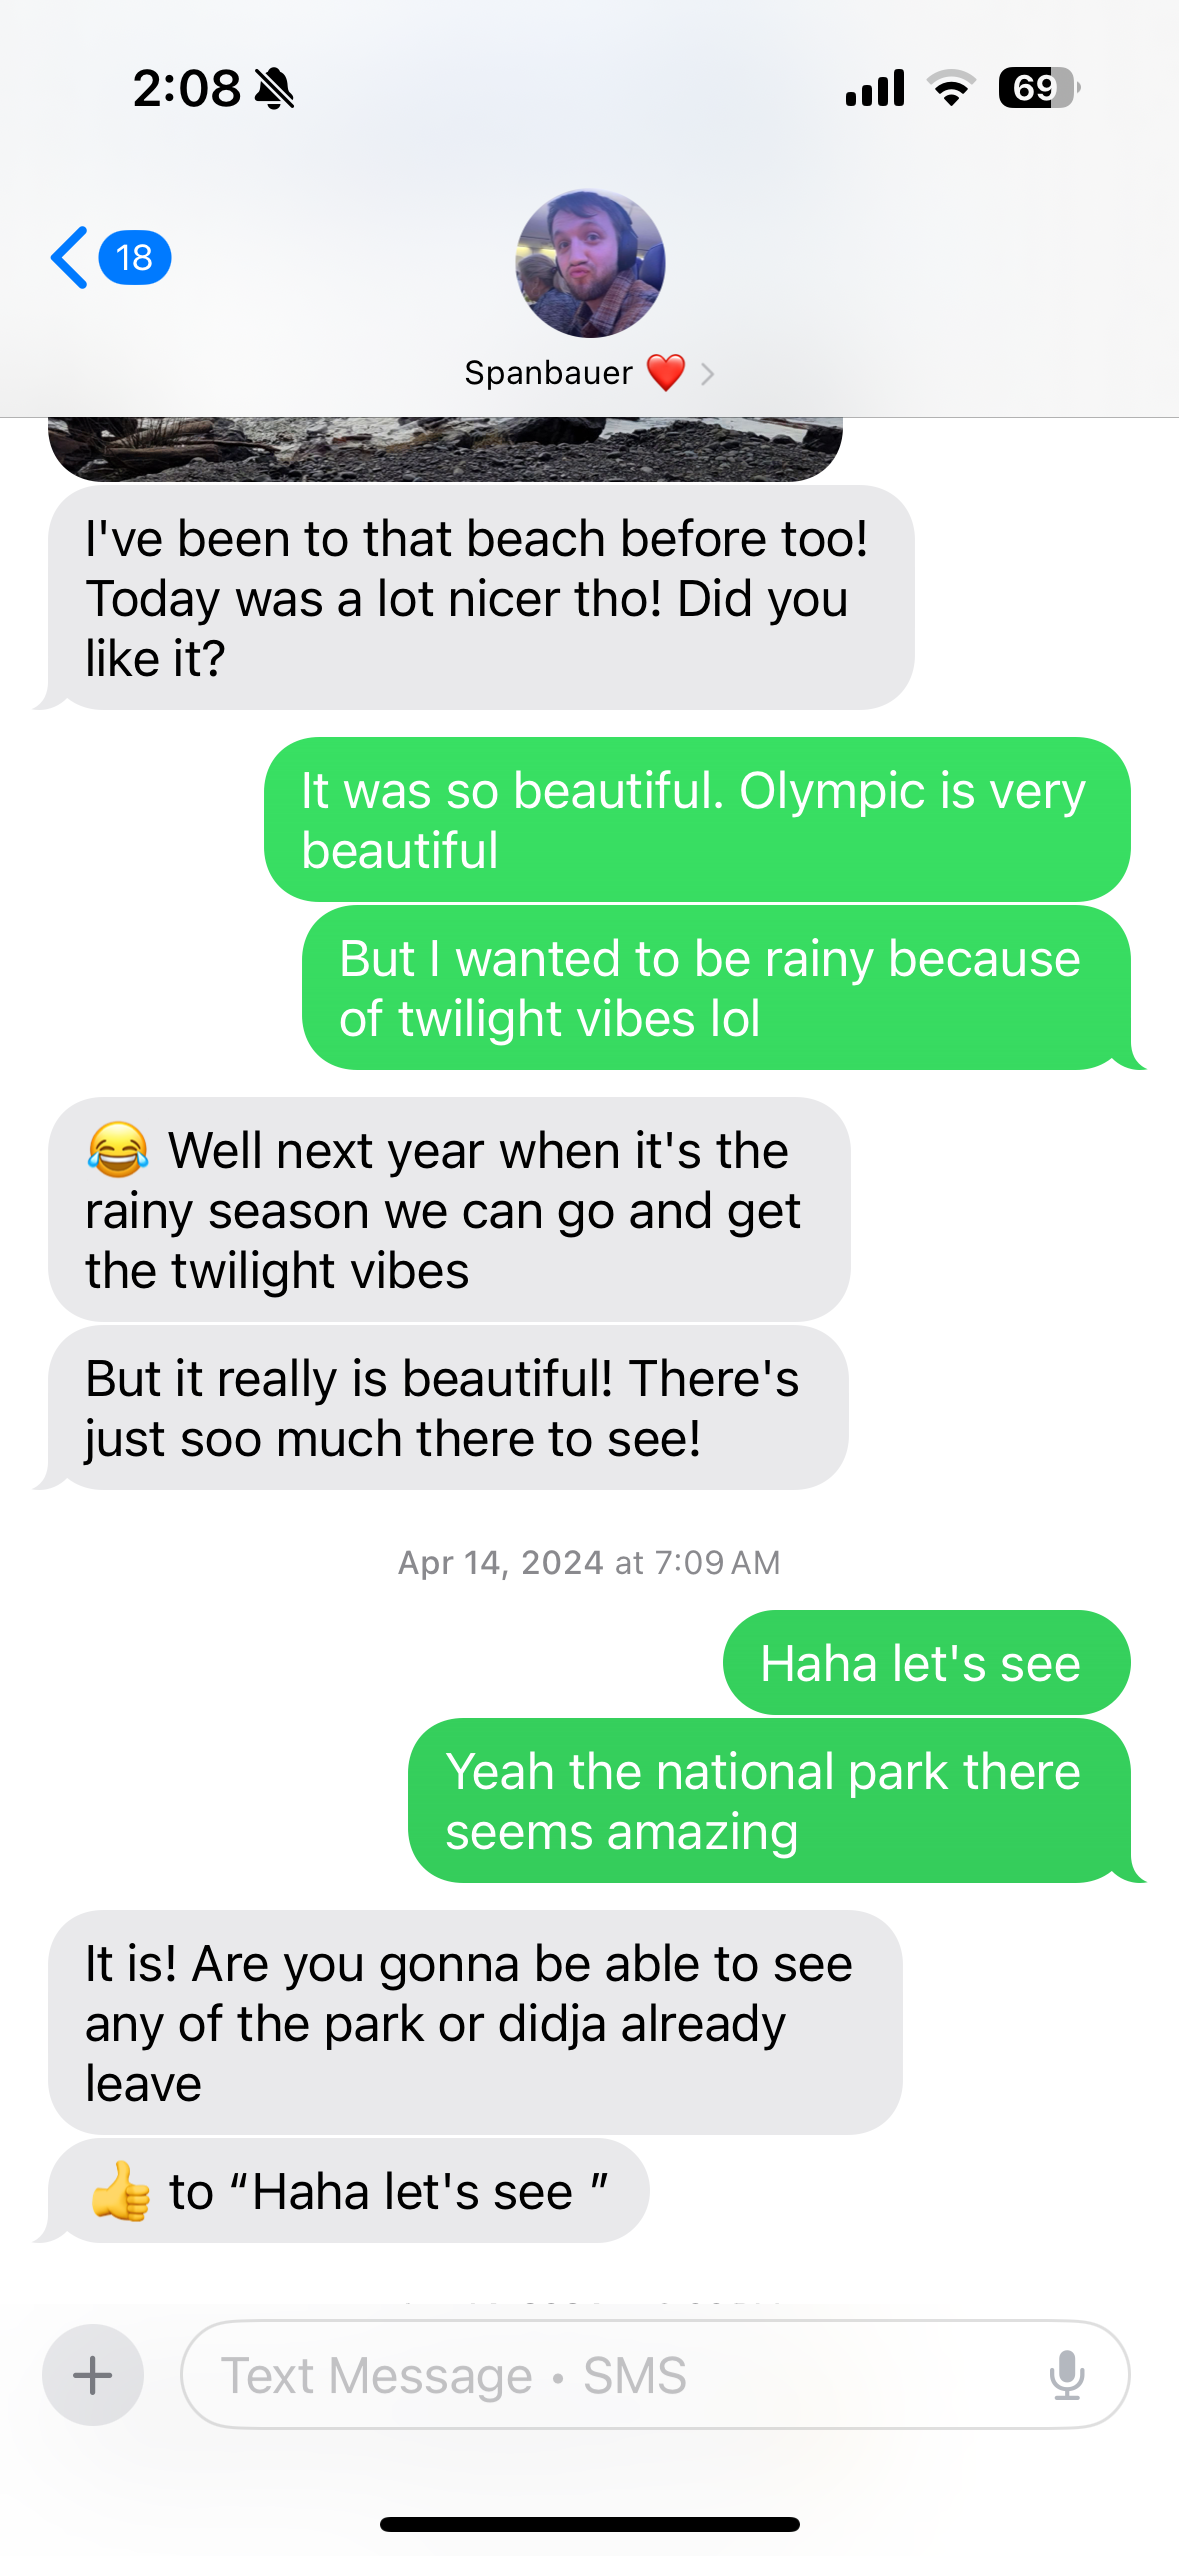 2:08
69
18
Spanbauer ❤️
I've been to that beach before too!
Today was a lot nicer tho! Did you
like it?
It was so beautiful. Olympic is very
beautiful
But I wanted to be rainy because
of twilight vibes lol
😂 Well next year when it's the
rainy season we can go and get
the twilight vibes
But it really is beautiful! There's
just soo much there to see!
Apr 14, 2024 at 7:09 AM
Haha let's see
Yeah the national park there
seems amazing
It is! Are you gonna be able to see
any of the park or didja already
leave
👍 to “Haha let's see ”
Text Message • SMS